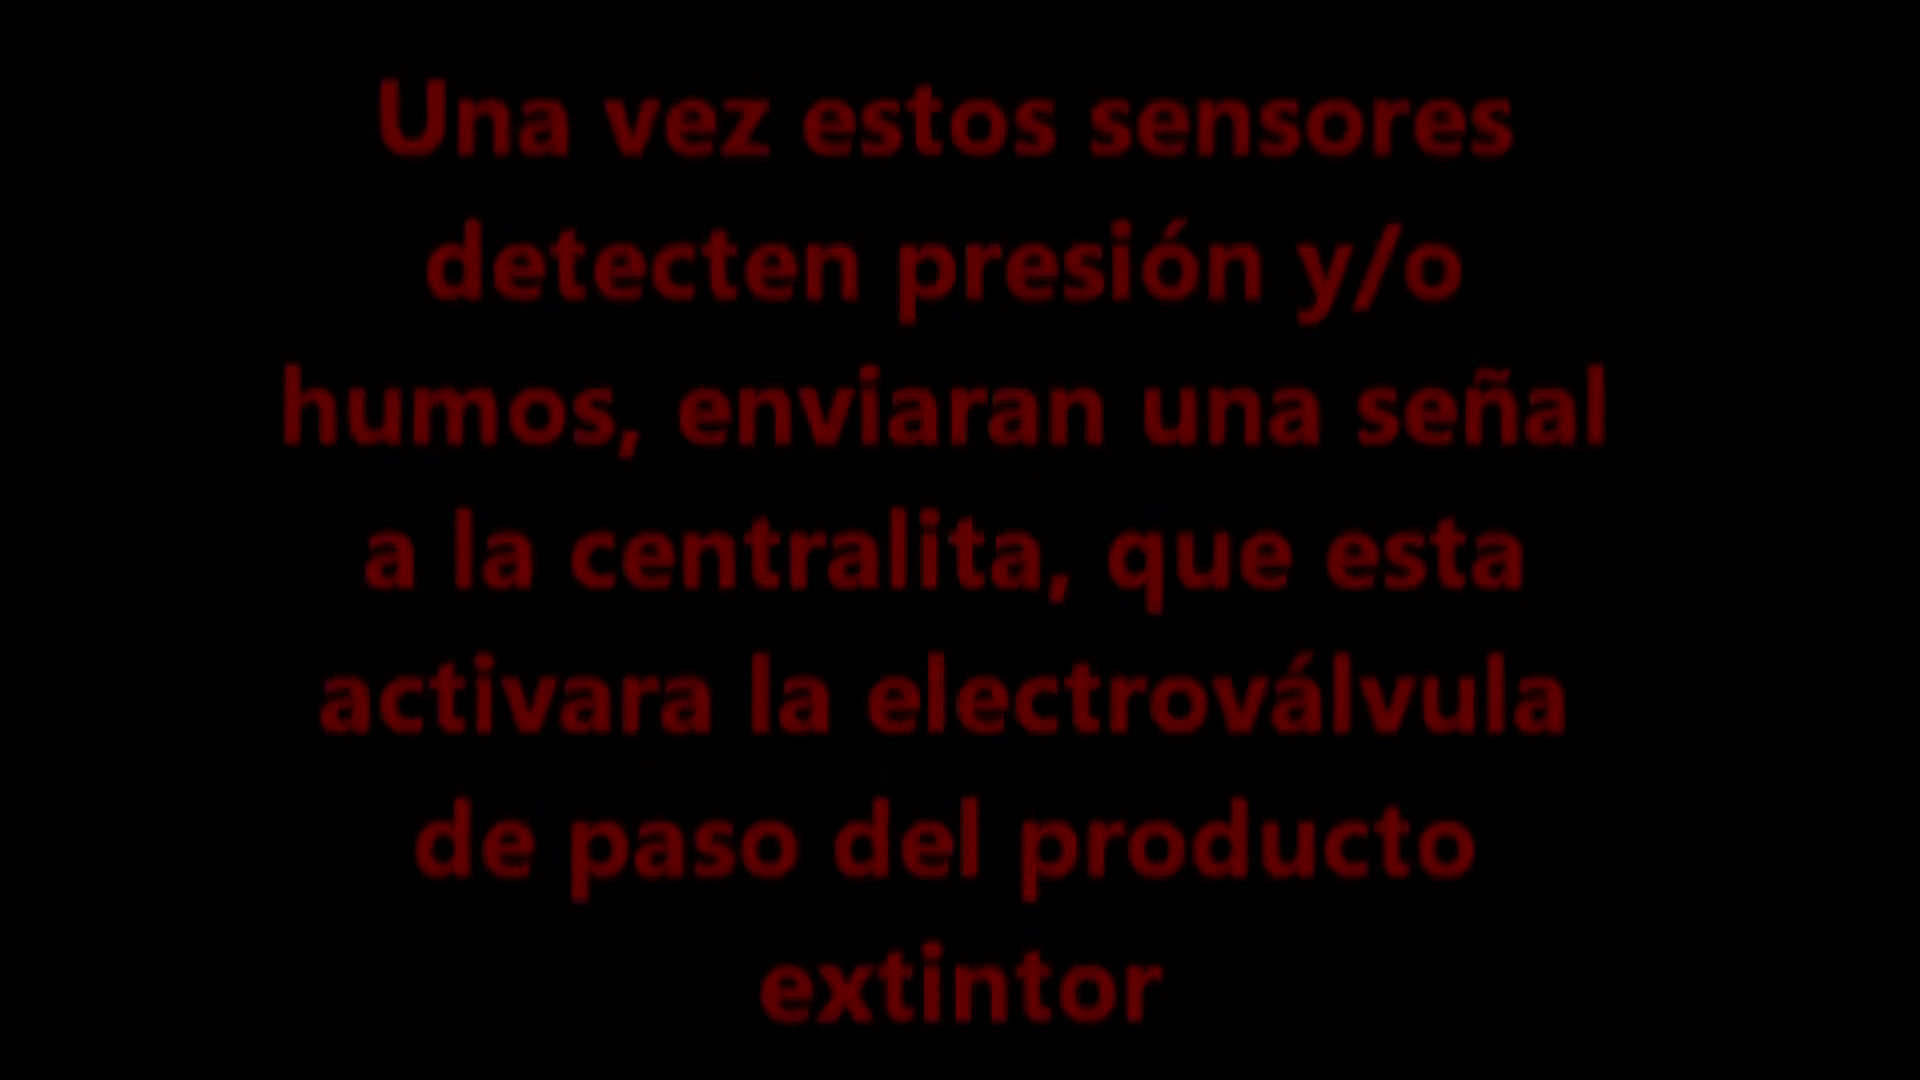 Una vez estos sensores
detecten presión y/o
humos, enviaran una señal
a la centralita, que esta
activara la electroválvula
de paso del producto
extintor